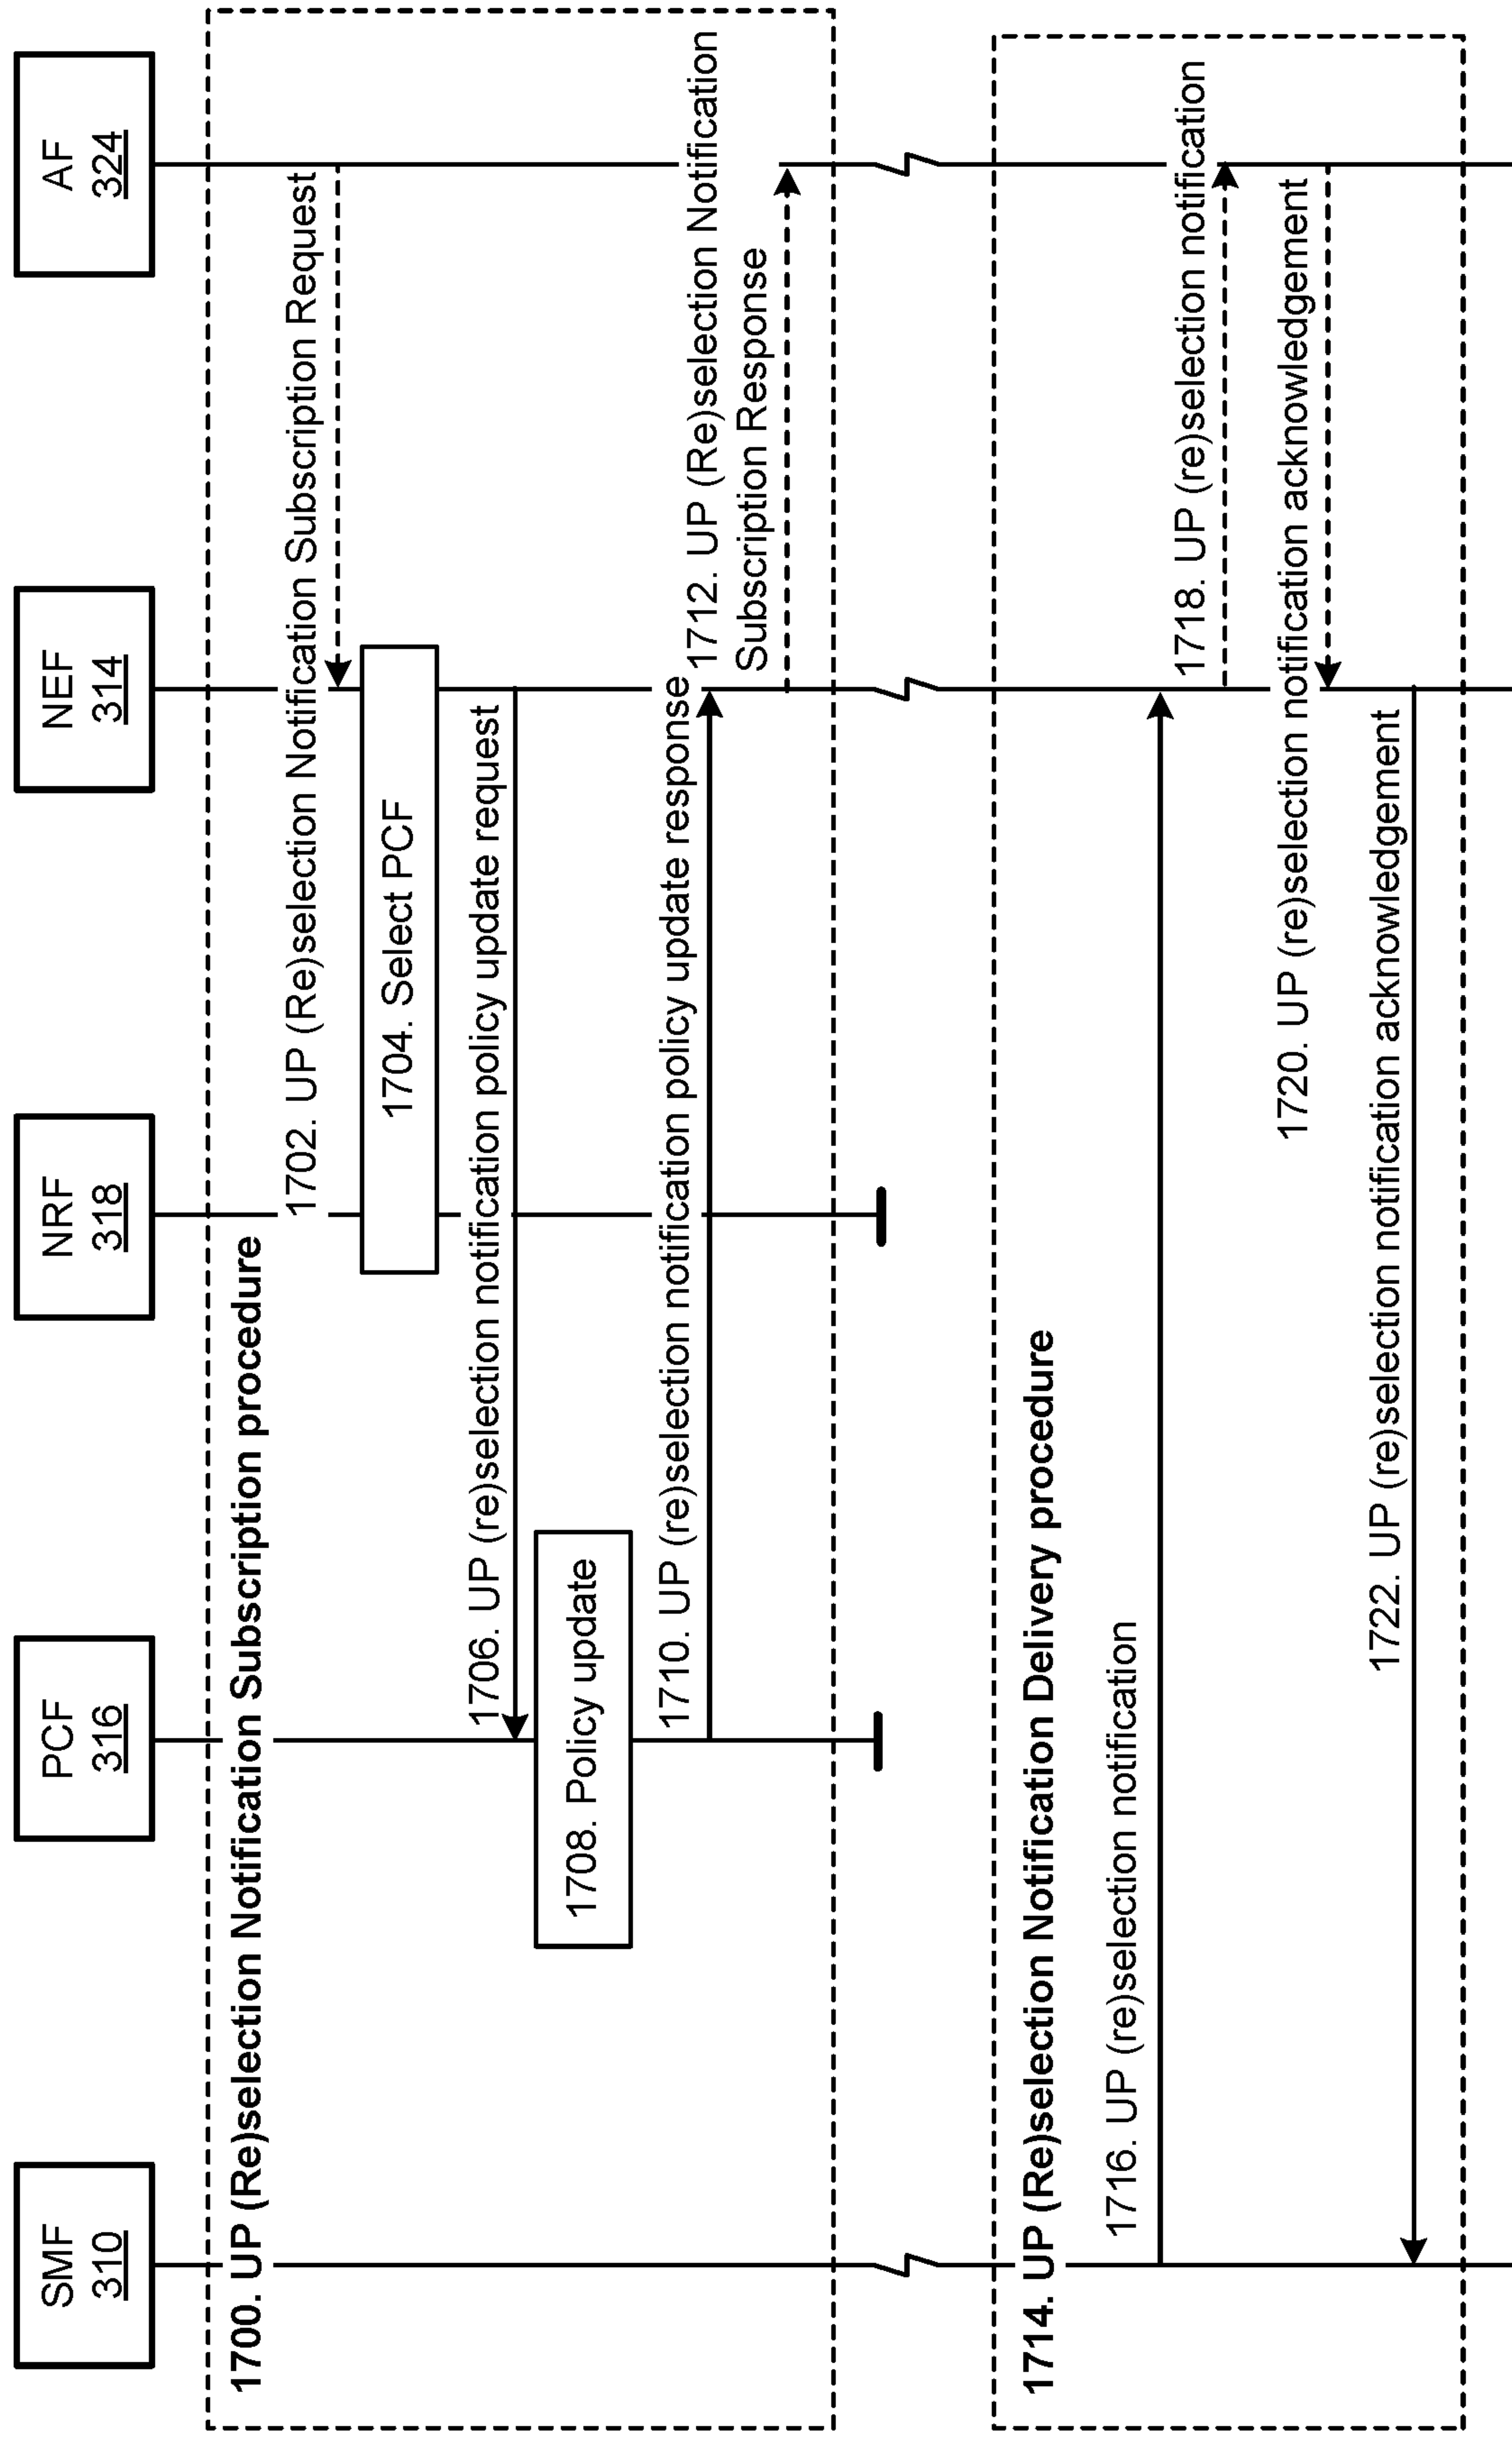 SMF
310
PCF
316
NRF
318
NEF
314
AF
324
1700. UP (Re)selection Notification Subscription procedure
1702. UP (Re)selection Notification Subscription Request
1704. Select PCF
1706. UP (re)selection notification policy update request
1708. Policy update
1710. UP (re)selection notification policy update response
1712. UP (Re)selection Notification
Subscription Response
1714. UP (Re)selection Notification Delivery procedure
1716. UP (re)selection notification
1718. UP (re)selection notification
1720. UP (re)selection notification acknowledgement
1722. UP (re)selection notification acknowledgement